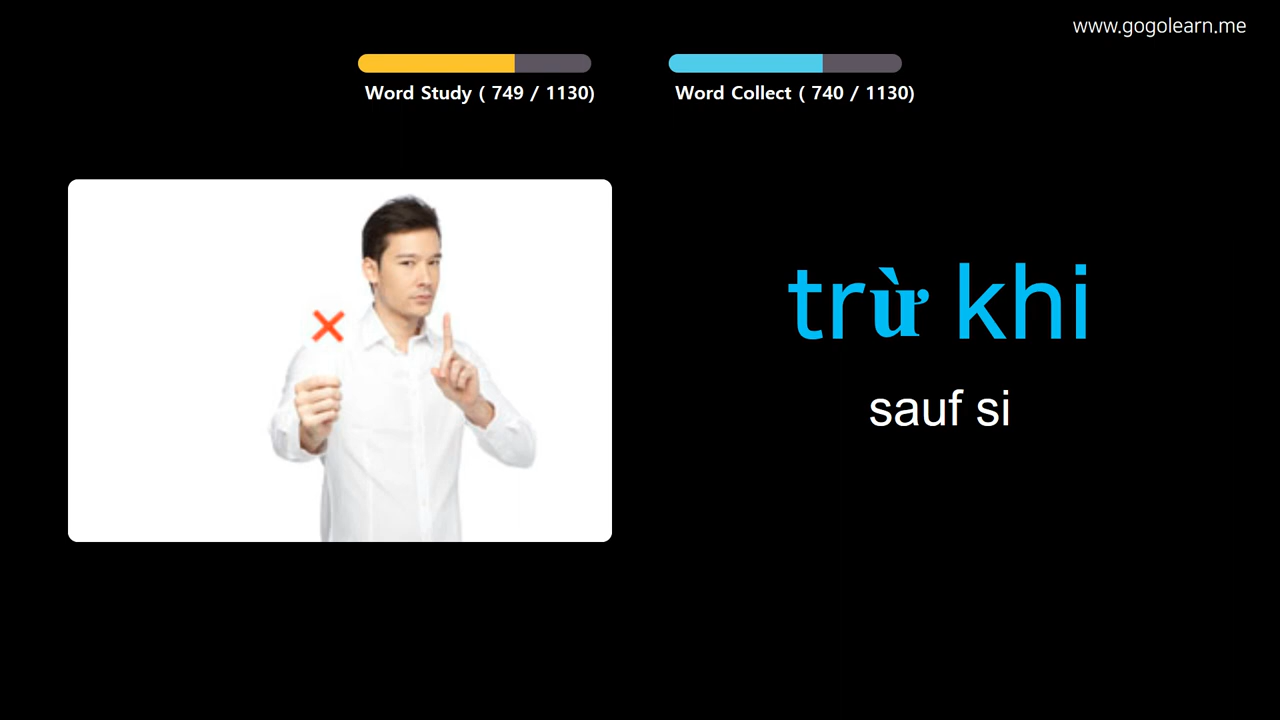 www.gogolearn.me
Word Study ( 749 / 1130)
Word Collect ( 740 / 1130)
trừ khi
sauf si